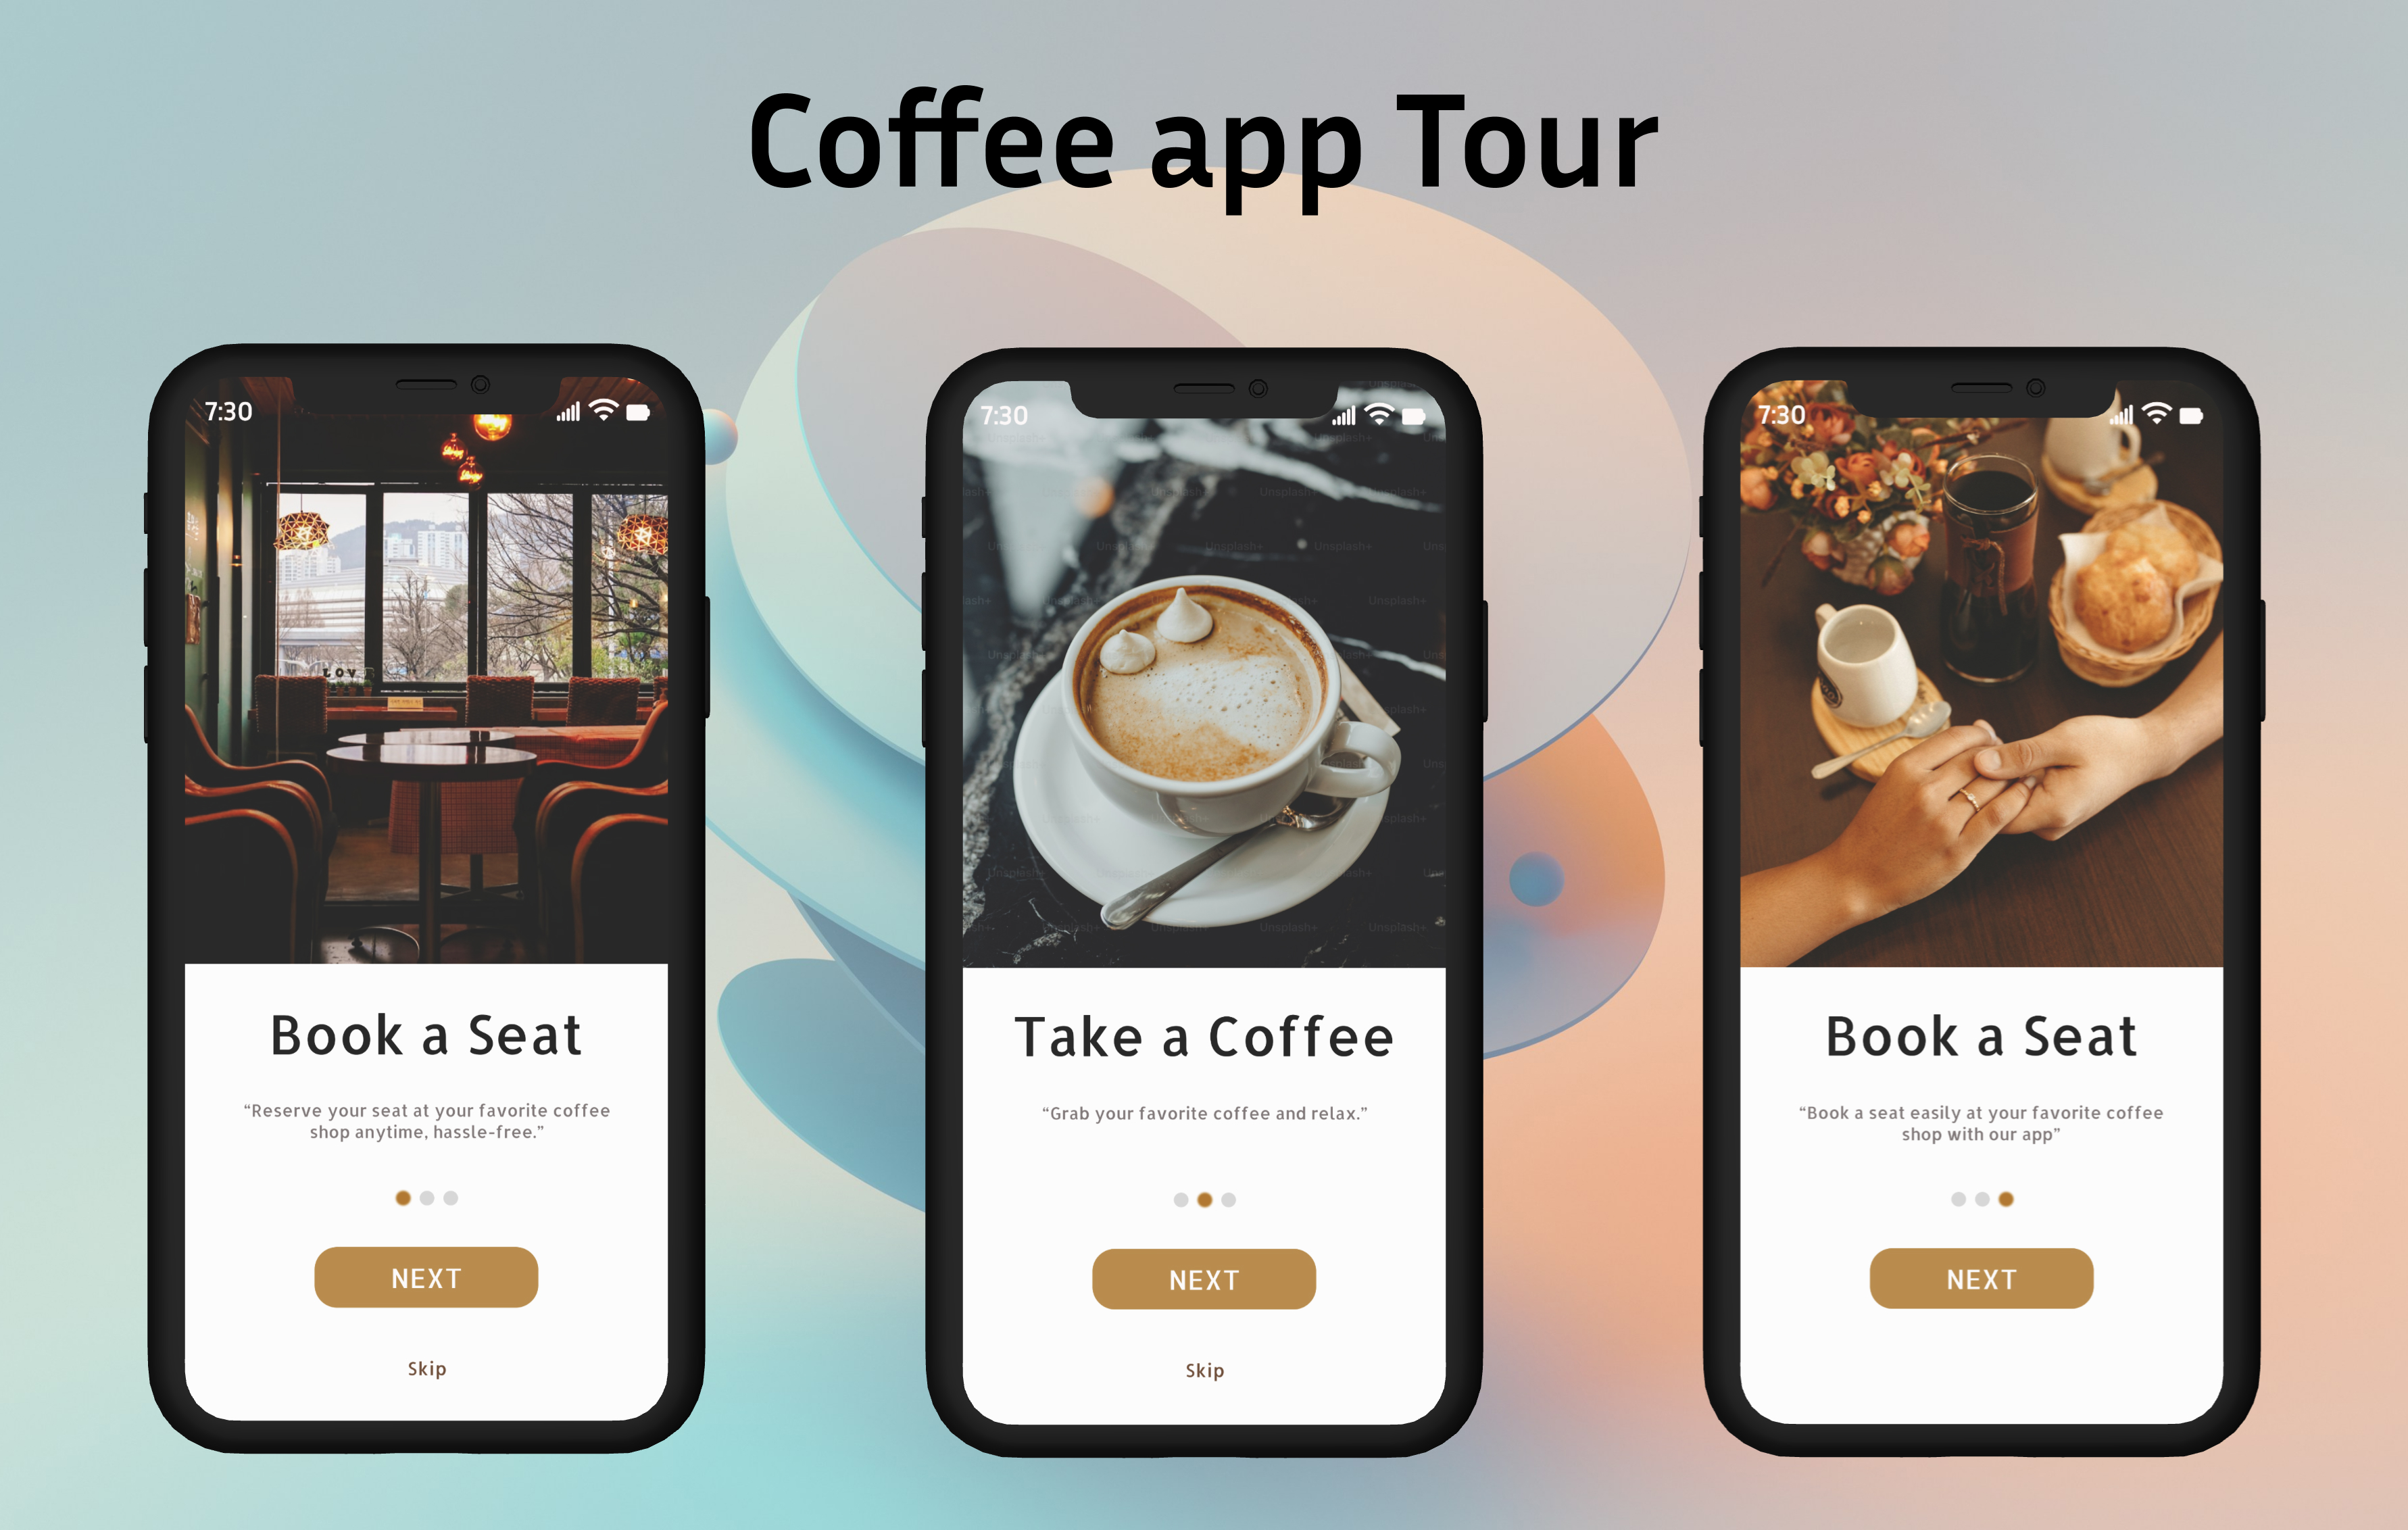 Coffee app Tour
7:30
LOV
Book a Seat
“Reserve your seat at your favorite coffee
shop anytime, hassle-free.”
NEXT
Skip
7:30
Unsplash+
Take a Coffee
“Grab your favorite coffee and relax.”
NEXT
Skip
7:30
Book a Seat
“Book a seat easily at your favorite coffee
shop with our app”
NEXT